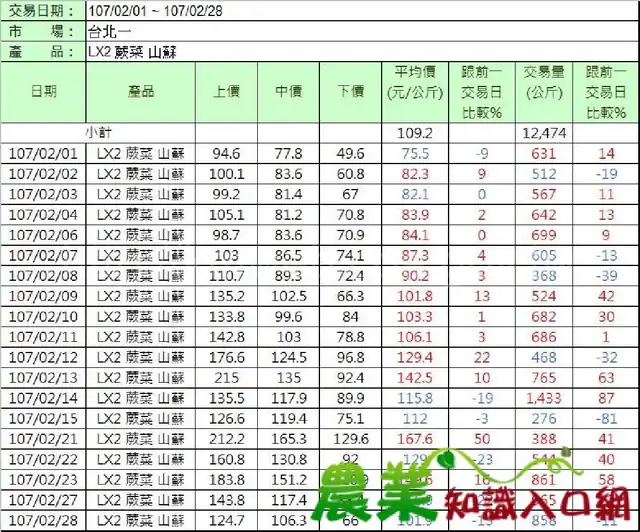 交易日期： 107/02/01 ~ 107/02/28
市 場： 台北一
產 品： LX2 蕨菜 山蘇
日期 產品 上價 中價 下價 平均價(元/公斤) 跟前一交易日比較% 交易量(公斤) 跟前一交易日比較%
小計 109.2 12,474
107/02/01 LX2 蕨菜 山蘇 94.6 77.8 49.6 75.5 -9 631 14
107/02/02 LX2 蕨菜 山蘇 100.1 83.6 60.8 82.3 9 512 -19
107/02/03 LX2 蕨菜 山蘇 99.2 81.4 67 82.1 0 567 11
107/02/04 LX2 蕨菜 山蘇 105.1 81.2 70.8 83.9 2 642 13
107/02/06 LX2 蕨菜 山蘇 98.7 83.6 70.9 84.1 0 699 9
107/02/07 LX2 蕨菜 山蘇 103 86.5 74.1 87.3 4 605 -13
107/02/08 LX2 蕨菜 山蘇 110.7 89.3 72.4 90.2 3 368 -39
107/02/09 LX2 蕨菜 山蘇 135.2 102.5 66.3 101.8 13 524 42
107/02/10 LX2 蕨菜 山蘇 133.8 99.6 84 103.3 1 682 30
107/02/11 LX2 蕨菜 山蘇 142.8 103 78.8 106.1 3 686 1
107/02/12 LX2 蕨菜 山蘇 176.6 124.5 96.8 129.4 22 468 -32
107/02/13 LX2 蕨菜 山蘇 215 135 92.4 142.5 10 765 63
107/02/14 LX2 蕨菜 山蘇 135.5 117.9 89.9 115.8 -19 1,433 87
107/02/15 LX2 蕨菜 山蘇 126.6 119.4 75.1 112 -3 276 -81
107/02/21 LX2 蕨菜 山蘇 212.2 165.3 129.6 167.6 50 388 41
107/02/22 LX2 蕨菜 山蘇 160.8 130.8 92 -23 544 40
107/02/23 LX2 蕨菜 山蘇 183.8 151.2 861 58
107/02/27 LX2 蕨菜 山蘇 143.8 117.4
107/02/28 LX2 蕨菜 山蘇 124.7 106.3 66
農業知識入口網